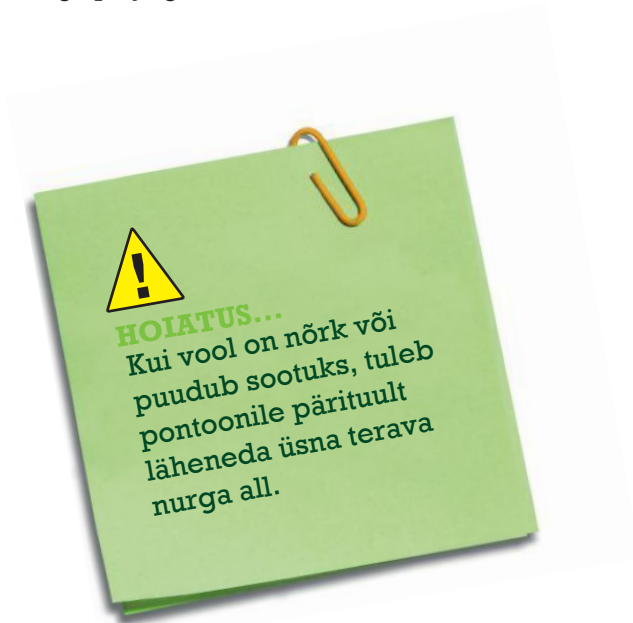 HOIATUS...
Kui vool on nõrk või
puudub sootuks, tuleb
pontoonile pärituult
läheneda üsna terava
nurga all.